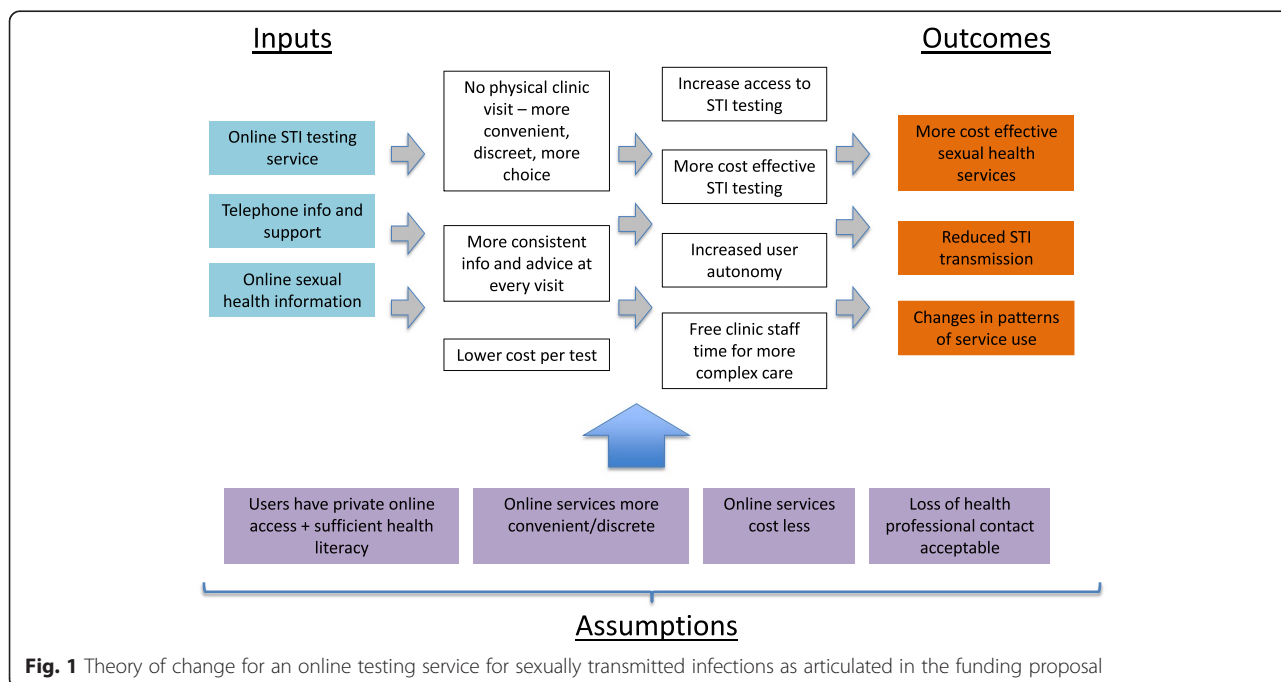 Inputs
Outcomes
Online STI testing
service
Telephone info and
support
Online sexual
health information
No physical clinic
visit – more
convenient,
discreet, more
choice
More consistent
info and advice at
every visit
Lower cost per test
Increase access to
STI testing
More cost effective
STI testing
Increased user
autonomy
Free clinic staff
time for more
complex care
More cost effective
sexual health
services
Reduced STI
transmission
Changes in patterns
of service use
Users have private online
access + sufficient health
literacy
Online services more
convenient/discrete
Online services
cost less
Loss of health
professional contact
acceptable
Assumptions
Fig. 1 Theory of change for an online testing service for sexually transmitted infections as articulated in the funding proposal